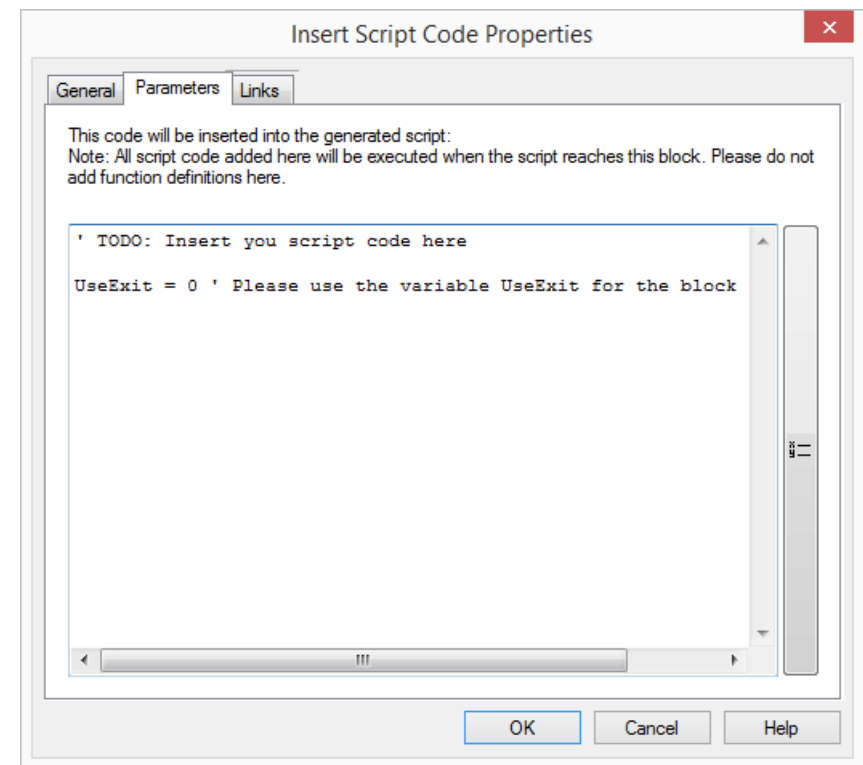 Insert Script Code Properties
General Parameters Links
This code will be inserted into the generated script:
Note: All script code added here will be executed when the script reaches this block. Please do not
add function definitions here.
' TODO: Insert you script code here
UseExit = 0 ' Please use the variable UseExit for the block
OK Cancel Help